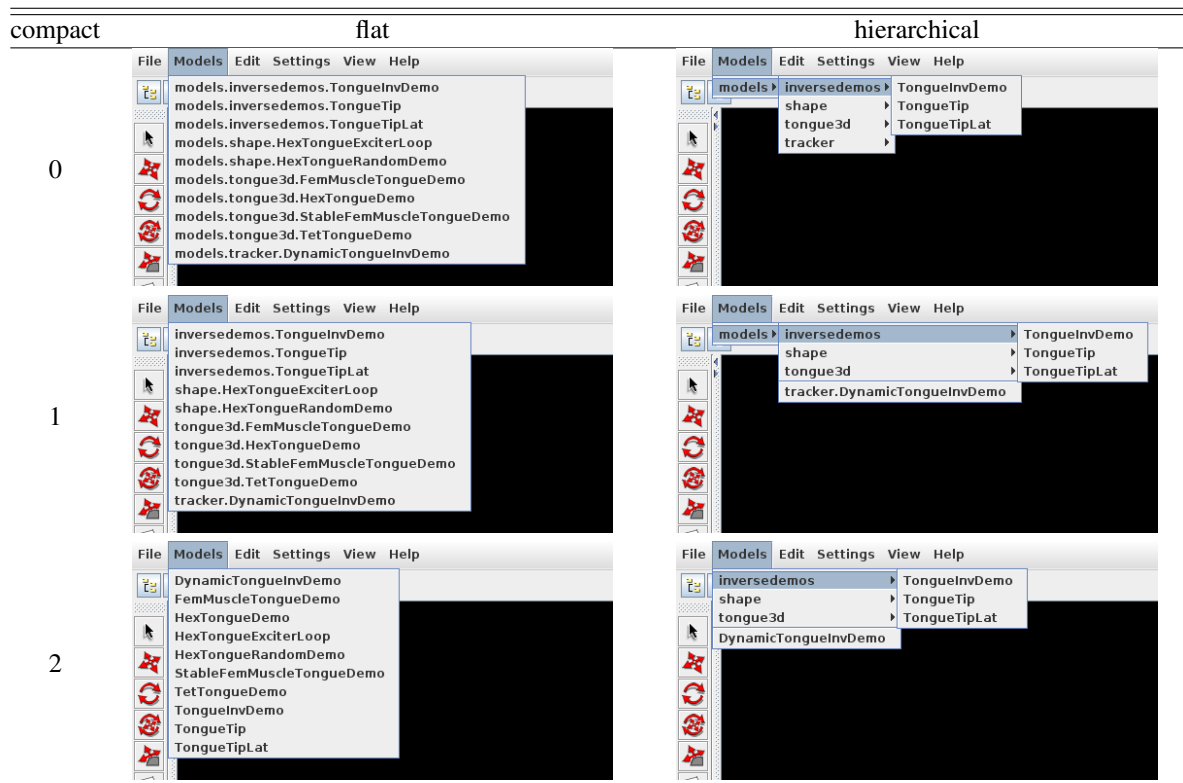 compact flat hierarchical
0
File Models Edit Settings View Help
models.inversedemos.TongueInvDemo
models.inversedemos.TongueTip
models.inversedemos.TongueTipLat
models.shape.HexTongueExciterLoop
models.shape.HexTongueRandomDemo
models.tongue3d.FemMuscleTongueDemo
models.tongue3d.HexTongueDemo
models.tongue3d.StableFemMuscleTongueDemo
models.tongue3d.TetTongueDemo
models.tracker.DynamicTongueInvDemo
File Models Edit Settings View Help
models inversedemos TongueInvDemo
shape TongueTip
tongue3d TongueTipLat
tracker
1
File Models Edit Settings View Help
inversedemos.TongueInvDemo
inversedemos.TongueTip
inversedemos.TongueTipLat
shape.HexTongueExciterLoop
shape.HexTongueRandomDemo
tongue3d.FemMuscleTongueDemo
tongue3d.HexTongueDemo
tongue3d.StableFemMuscleTongueDemo
tongue3d.TetTongueDemo
tracker.DynamicTongueInvDemo
File Models Edit Settings View Help
models inversedemos TongueInvDemo
shape TongueTip
tongue3d TongueTipLat
tracker.DynamicTongueInvDemo
2
File Models Edit Settings View Help
DynamicTongueInvDemo
FemMuscleTongueDemo
HexTongueDemo
HexTongueExciterLoop
HexTongueRandomDemo
StableFemMuscleTongueDemo
TetTongueDemo
TongueInvDemo
TongueTip
TongueTipLat
File Models Edit Settings View Help
inversedemos TongueInvDemo
shape TongueTip
tongue3d TongueTipLat
DynamicTongueInvDemo